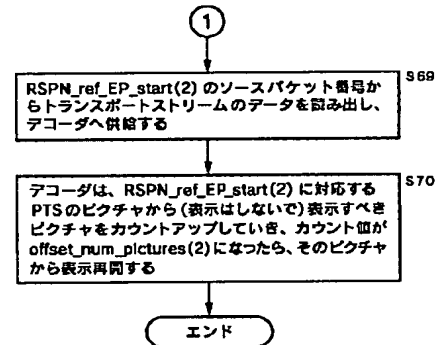 1
S69
RSPN_ref_EP_start(2) のソースパケット番号か
らトランスポートストリームのデータを読み出し、
デコーダへ供給する
S70
デコーダは、RSPN_ref_EP_start(2) に対応する
PTSのピクチャから(表示はしないで)表示すべき
ピクチャをカウントアップしていき、カウント値が
offset_num_pictures(2)になったら、そのピクチャ
から表示再開する
エンド